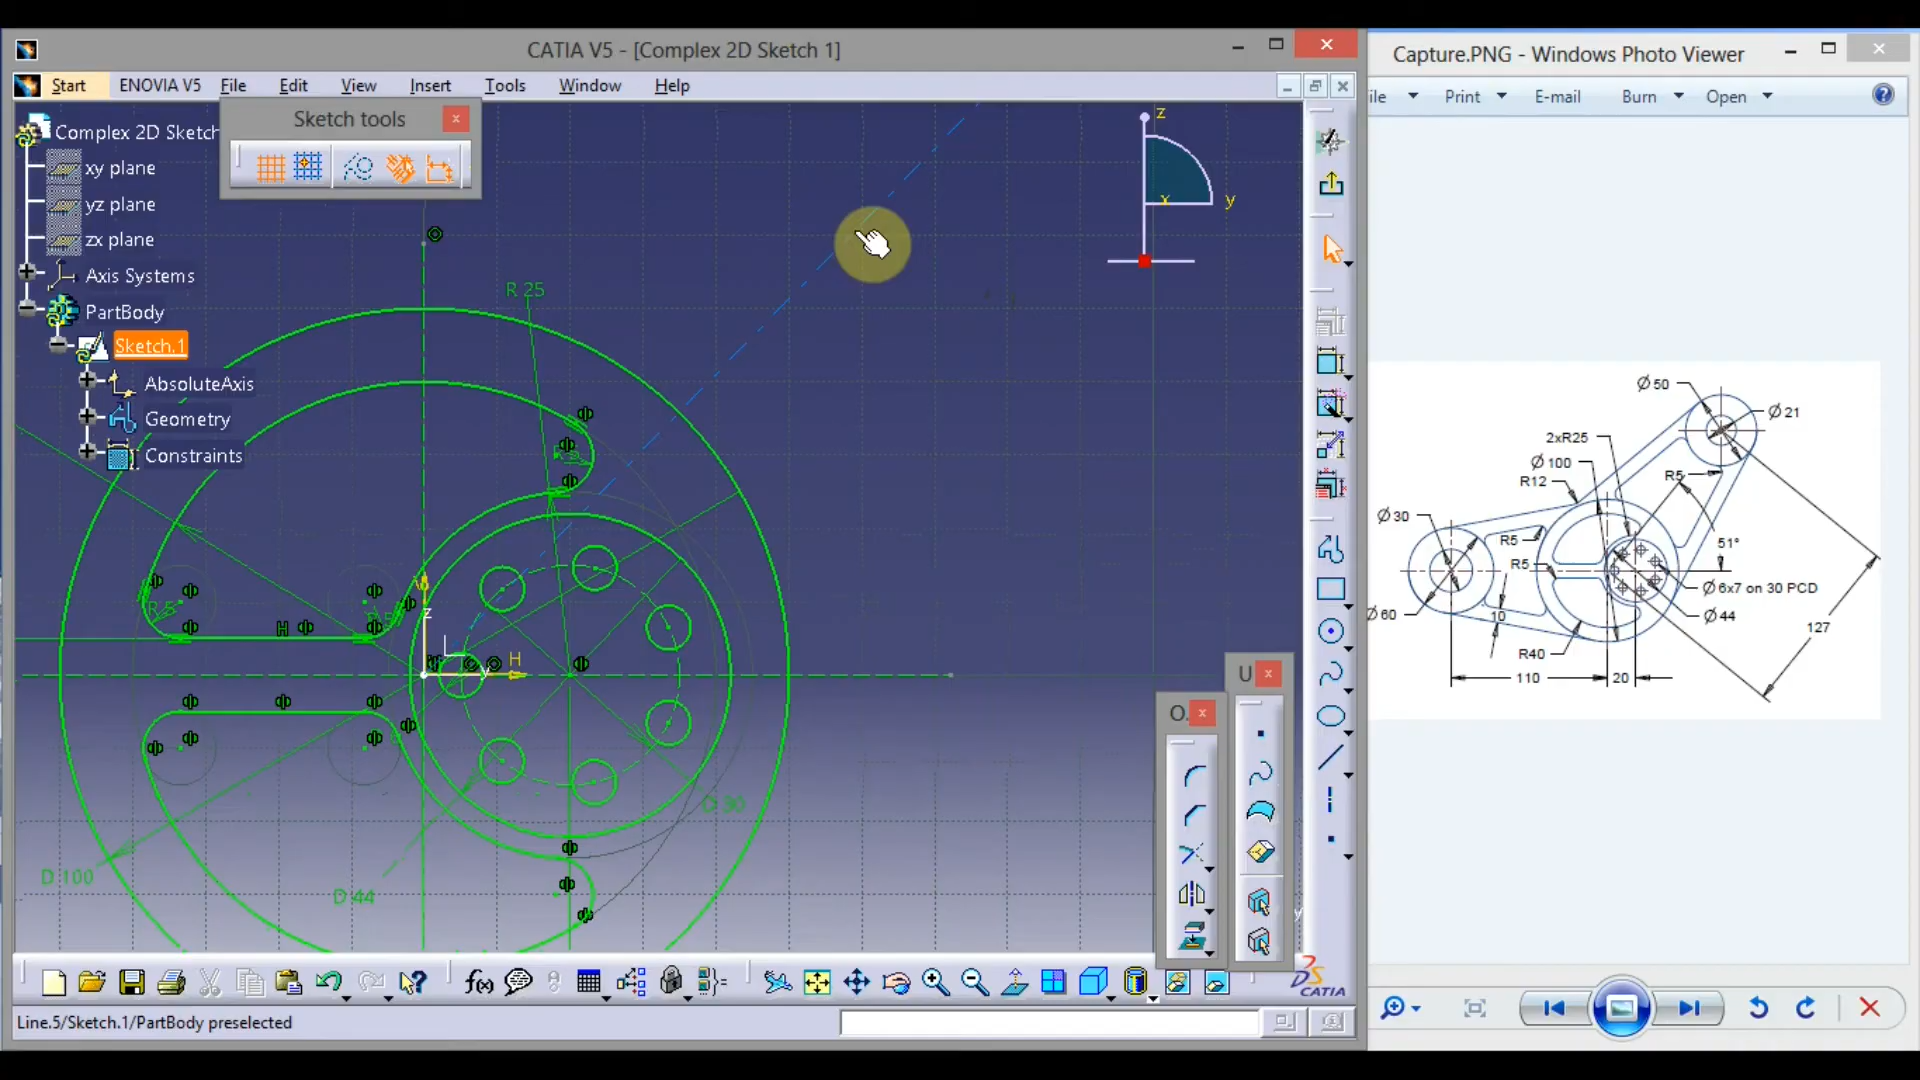 CATIA V5 - [Complex 2D Sketch 1]
Start
ENOVIA V5
File
Edit
View
Insert
Tools
Window
Help
Sketch tools
Complex 2D Sketch
xy plane
yz plane
zx plane
Axis Systems
PartBody
Sketch.1
AbsoluteAxis
Geometry
Constraints
z
x
y
R 25
R 5
H
z
H
y
D 30
D 100
D 44
U
O.
f(x)
CATIA
Line.5/Sketch.1/PartBody preselected
Capture.PNG - Windows Photo Viewer
ile
Print
E-mail
Burn
Open
Ø 50
Ø 21
2xR25
Ø 100
R12
R5
Ø 30
R5
R5
51°
Ø 6x7 on 30 PCD
Ø 60
10
Ø 44
127
R40
110
20